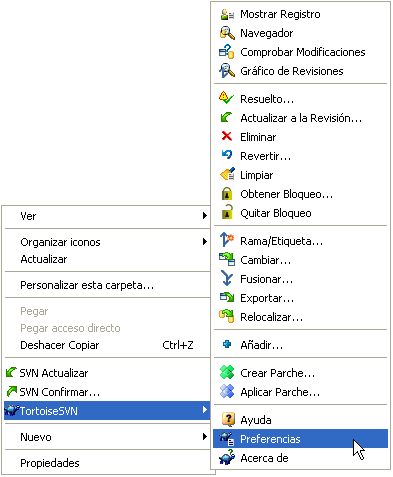 Mostrar Registro
Navegador
Comprobar Modificaciones
Gráfico de Revisiones
Resuelto...
Actualizar a la Revisión...
Eliminar
Revertir...
Limpiar
Obtener Bloqueo...
Quitar Bloqueo
Rama/Etiqueta...
Cambiar...
Fusionar...
Exportar...
Relocalizar...
Añadir...
Crear Parche...
Aplicar Parche...
Ayuda
Preferencias
Acerca de
Ver
Organizar iconos
Actualizar
Personalizar esta carpeta...
Pegar
Pegar acceso directo
Deshacer Copiar Ctrl+Z
SVN Actualizar
SVN Confirmar...
TortoiseSVN
Nuevo
Propiedades